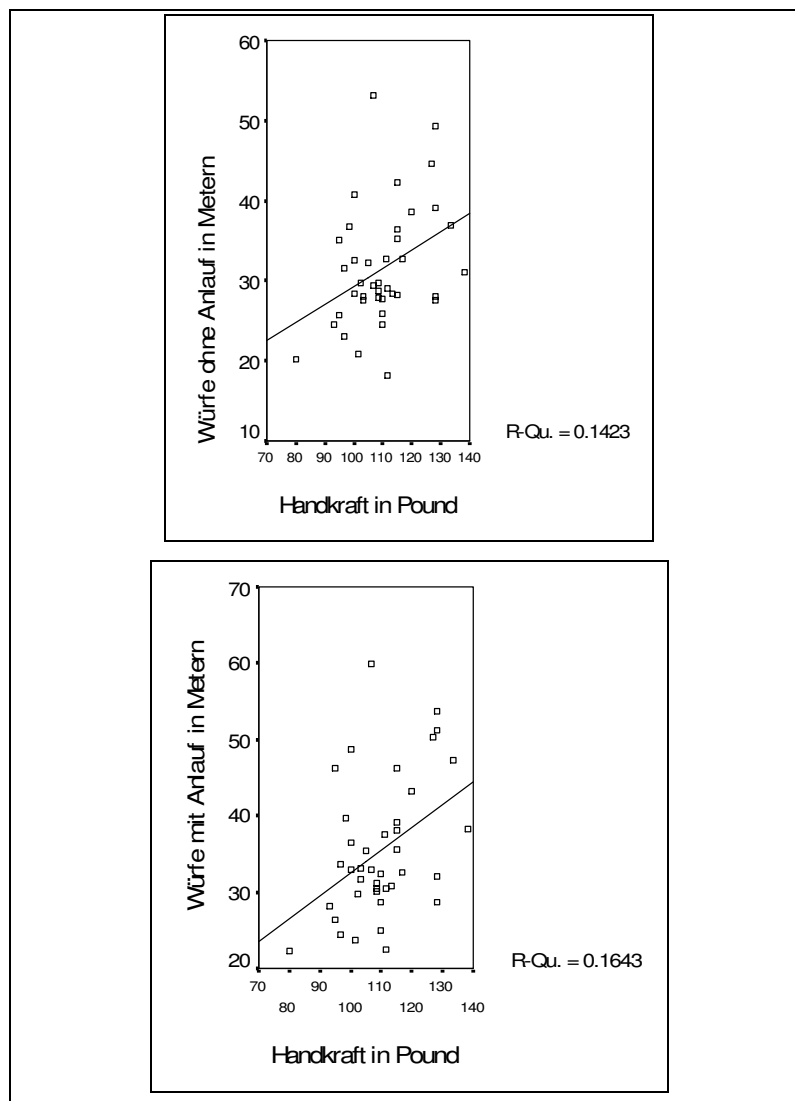 60
50
40
30
20
10
Würfe ohne Anlauf in Metern
70 80 90 100 110 120 130 140
Handkraft in Pound
R-Qu. = 0.1423
70
60
50
40
30
20
Würfe mit Anlauf in Metern
70 90 110 130
80 100 120 140
Handkraft in Pound
R-Qu. = 0.1643